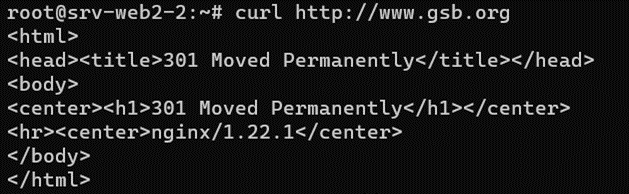 root@srv-web2-2:~# curl http://www.gsb.org
<html>
<head><title>301 Moved Permanently</title></head>
<body>
<center><h1>301 Moved Permanently</h1></center>
<hr><center>nginx/1.22.1</center>
</body>
</html>